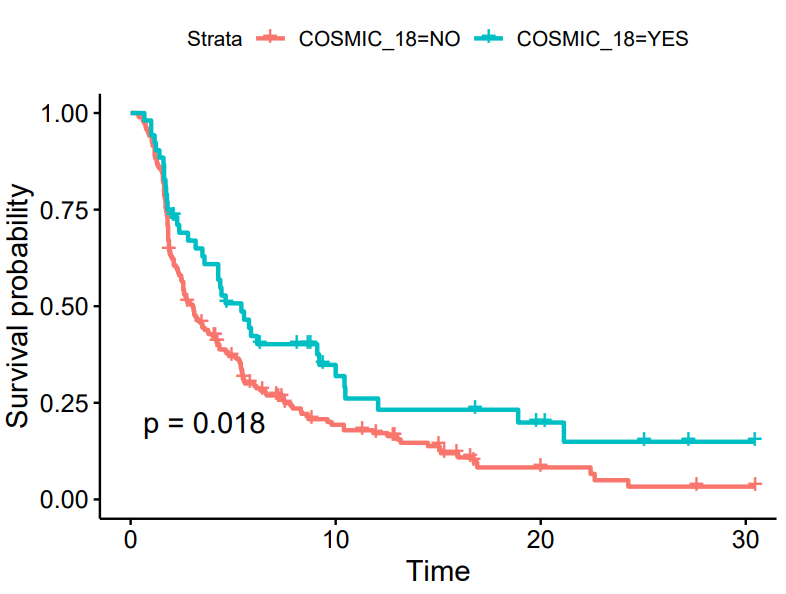 Strata COSMIC_18=NO COSMIC_18=YES
1.00
0.75
0.50
0.25
0.00
Survival probability
p = 0.018
0 10 20 30
Time